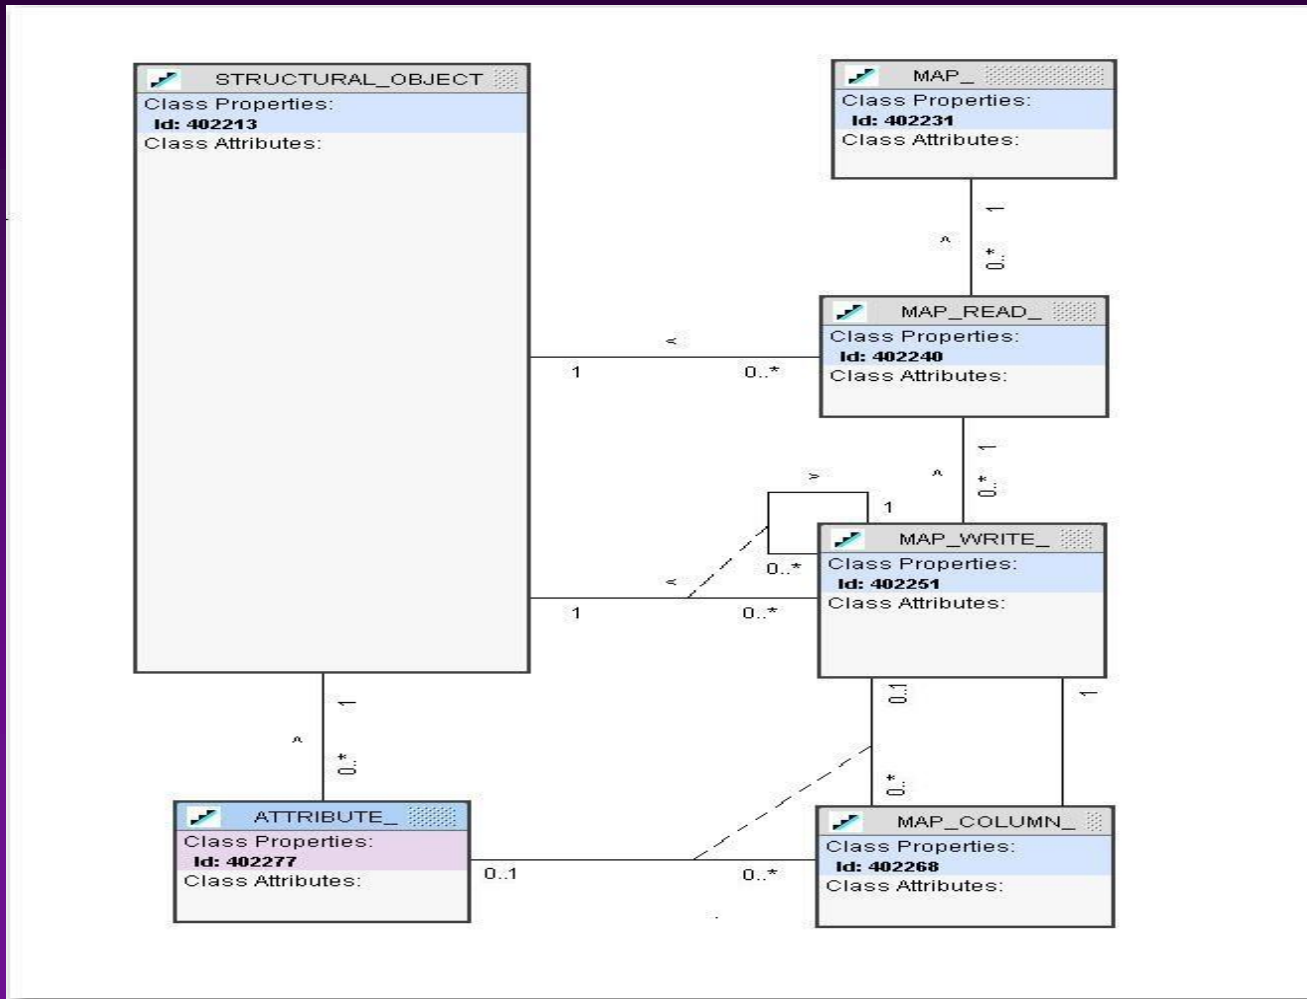 STRUCTURAL_OBJECT
Class Properties:
Id: 402213
Class Attributes:
MAP_
Class Properties:
Id: 402231
Class Attributes:
1
<
0..*
MAP_READ_
Class Properties:
Id: 402240
Class Attributes:
<
1
0..*
1
<
0..*
>
1
0..*
MAP_WRITE_
Class Properties:
Id: 402251
Class Attributes:
<
1
0..*
1
<
0..*
0..1
1
0..*
ATTRIBUTE_
Class Properties:
Id: 402277
Class Attributes:
0..1
0..*
MAP_COLUMN_
Class Properties:
Id: 402268
Class Attributes: